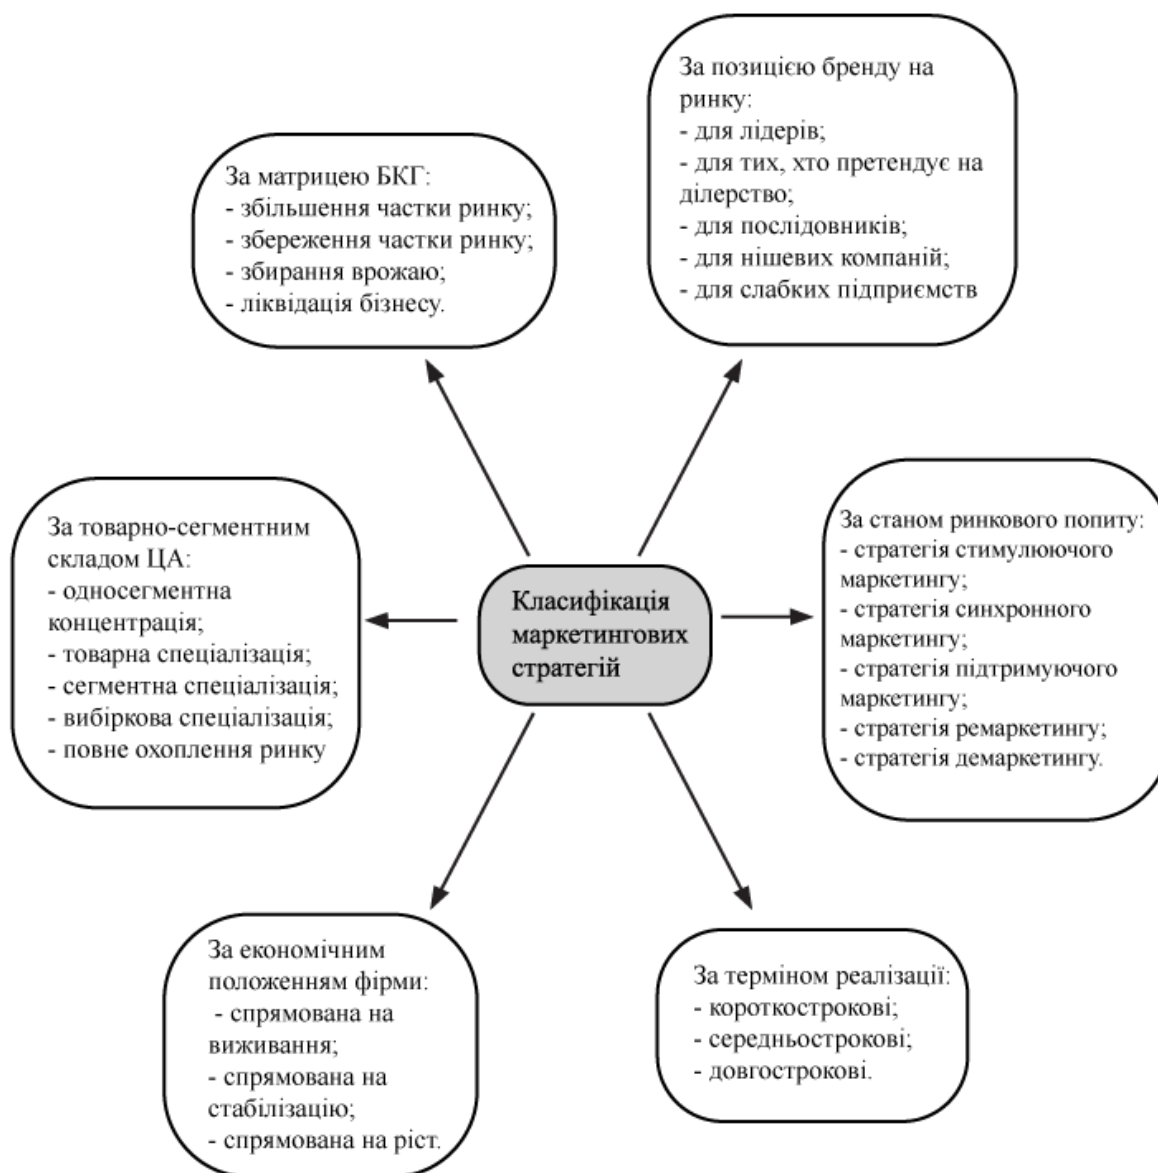 За позицією бренду на
ринку:
- для лідерів;
- для тих, хто претендує на
ділерство;
- для послідовників;
- для нішевих компаній;
- для слабких підприємств
За матрицею БКГ:
- збільшення частки ринку;
- збереження частки ринку;
- збирання врожаю;
- ліквідація бізнесу.
За товарно-сегментним
складом ЦА:
- односегментна
концентрація;
- товарна спеціалізація;
- сегментна спеціалізація;
- вибіркова спеціалізація;
- повне охоплення ринку
Класифікація
маркетингових
стратегій
За станом ринкового попиту:
- стратегія стимулюючого
маркетингу;
- стратегія синхронного
маркетингу;
- стратегія підтримуючого
маркетингу;
- стратегія ремаркетингу;
- стратегія демаркетингу.
За економічним
положенням фірми:
- спрямована на
виживання;
- спрямована на
стабілізацію;
- спрямована на ріст.
За терміном реалізації:
- короткострокові;
- середньострокові;
- довгострокові.